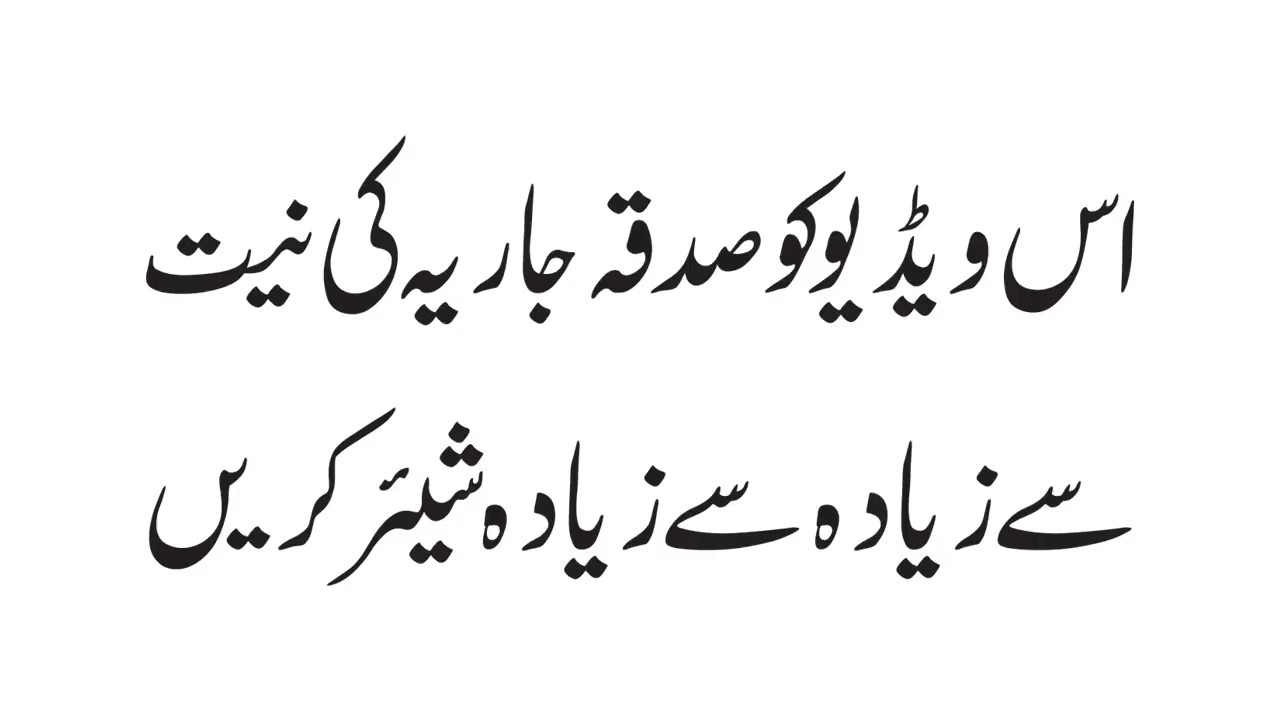 اس ویڈیو کو صدقہ جاریہ کی نیت
سے زیادہ سے زیادہ شیئر کریں